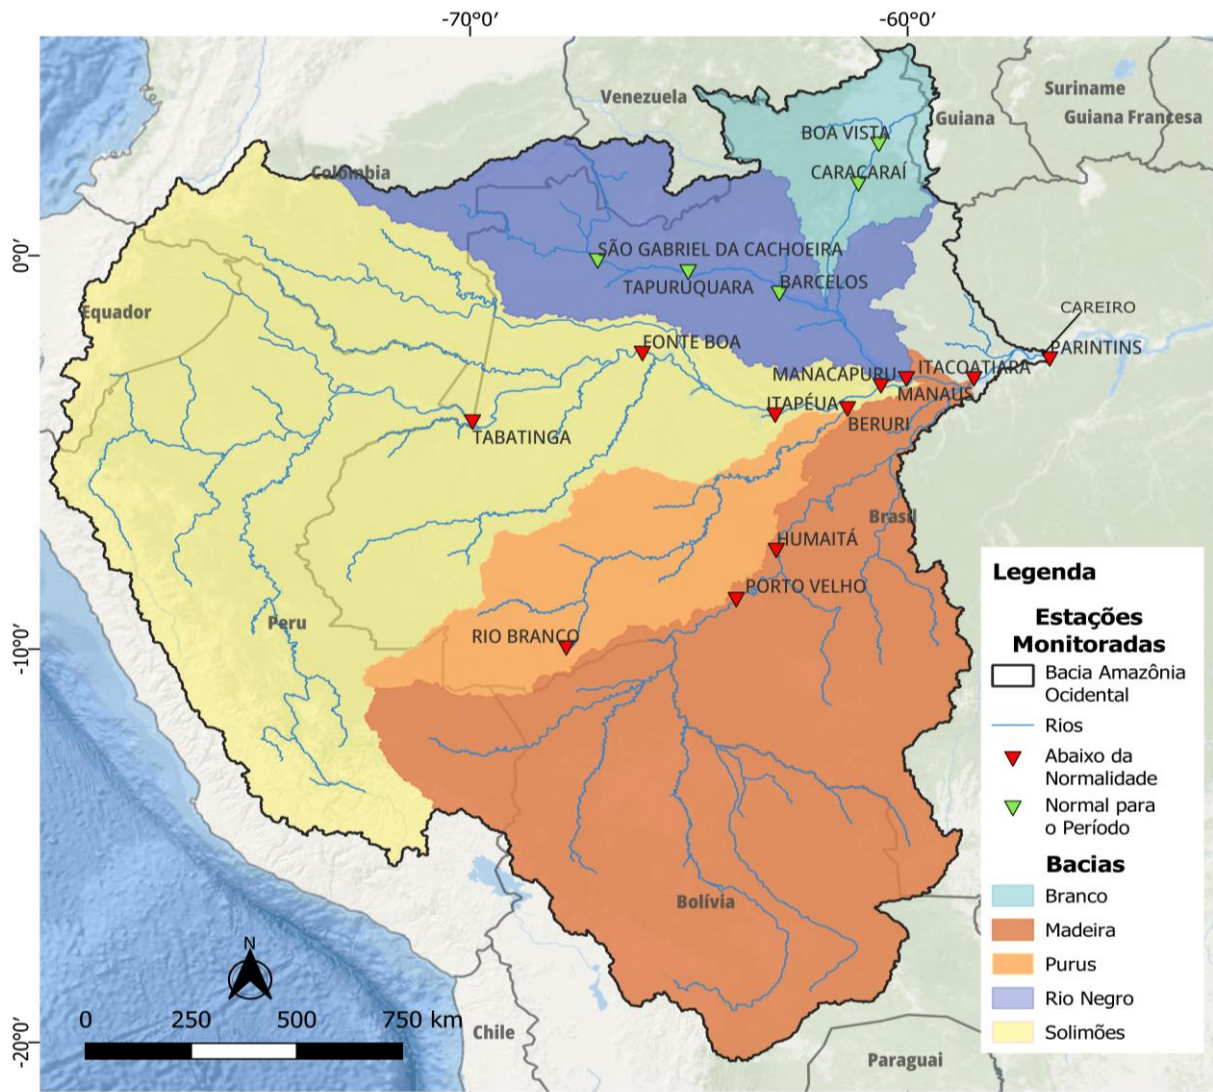 -70°0'
-60°0'
Venezuela
Suriname
Guiana
Guiana Francesa
BOA VISTA
CARACARAÍ
Colômbia
0°0'
SÃO GABRIEL DA CACHOEIRA
TAPURUQUARA
BARCELOS
Equador
CAREIRO
FONTE BOA
PARINTINS
MANACAPURU
ITACOATIARA
MANAUS
ITAPÉUA
BERURI
TABATINGA
Brasil
HUMAITÁ
PORTO VELHO
Peru
RIO BRANCO
-10°0'
Bolívia
N
0 250 500 750 km
Chile
Paraguai
-20°0'
Legenda
Estações
Monitoradas
Bacia Amazônia
Ocidental
Rios
Abaixo da
Normalidade
Normal para
o Período
Bacias
Branco
Madeira
Purus
Rio Negro
Solimões